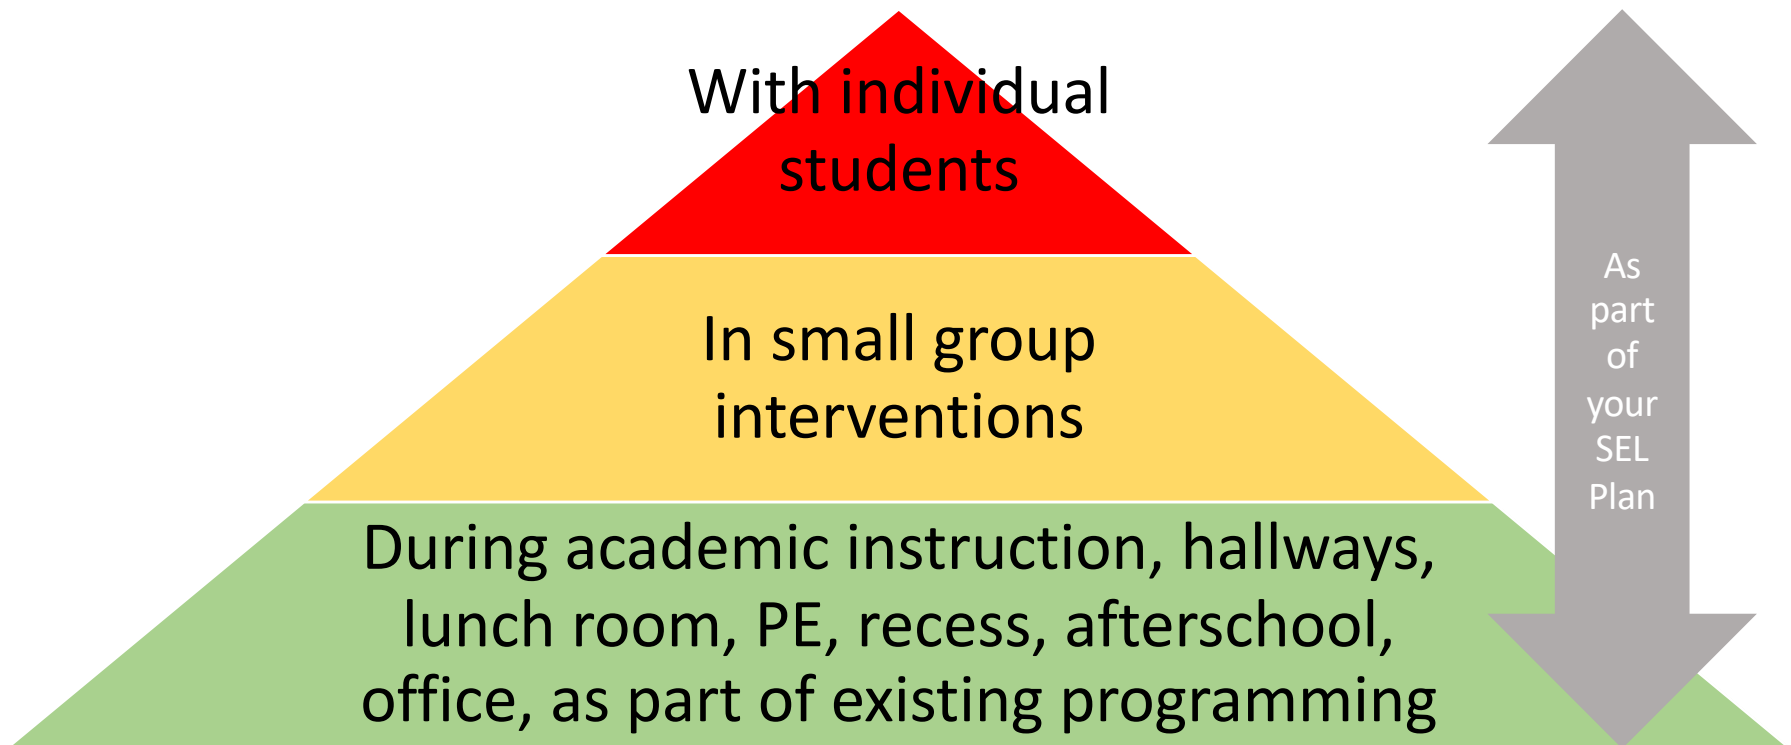 With individual
students
In small group
interventions
During academic instruction, hallways,
lunch room, PE, recess, afterschool,
office, as part of existing programming
As
part
of
your
SEL
Plan